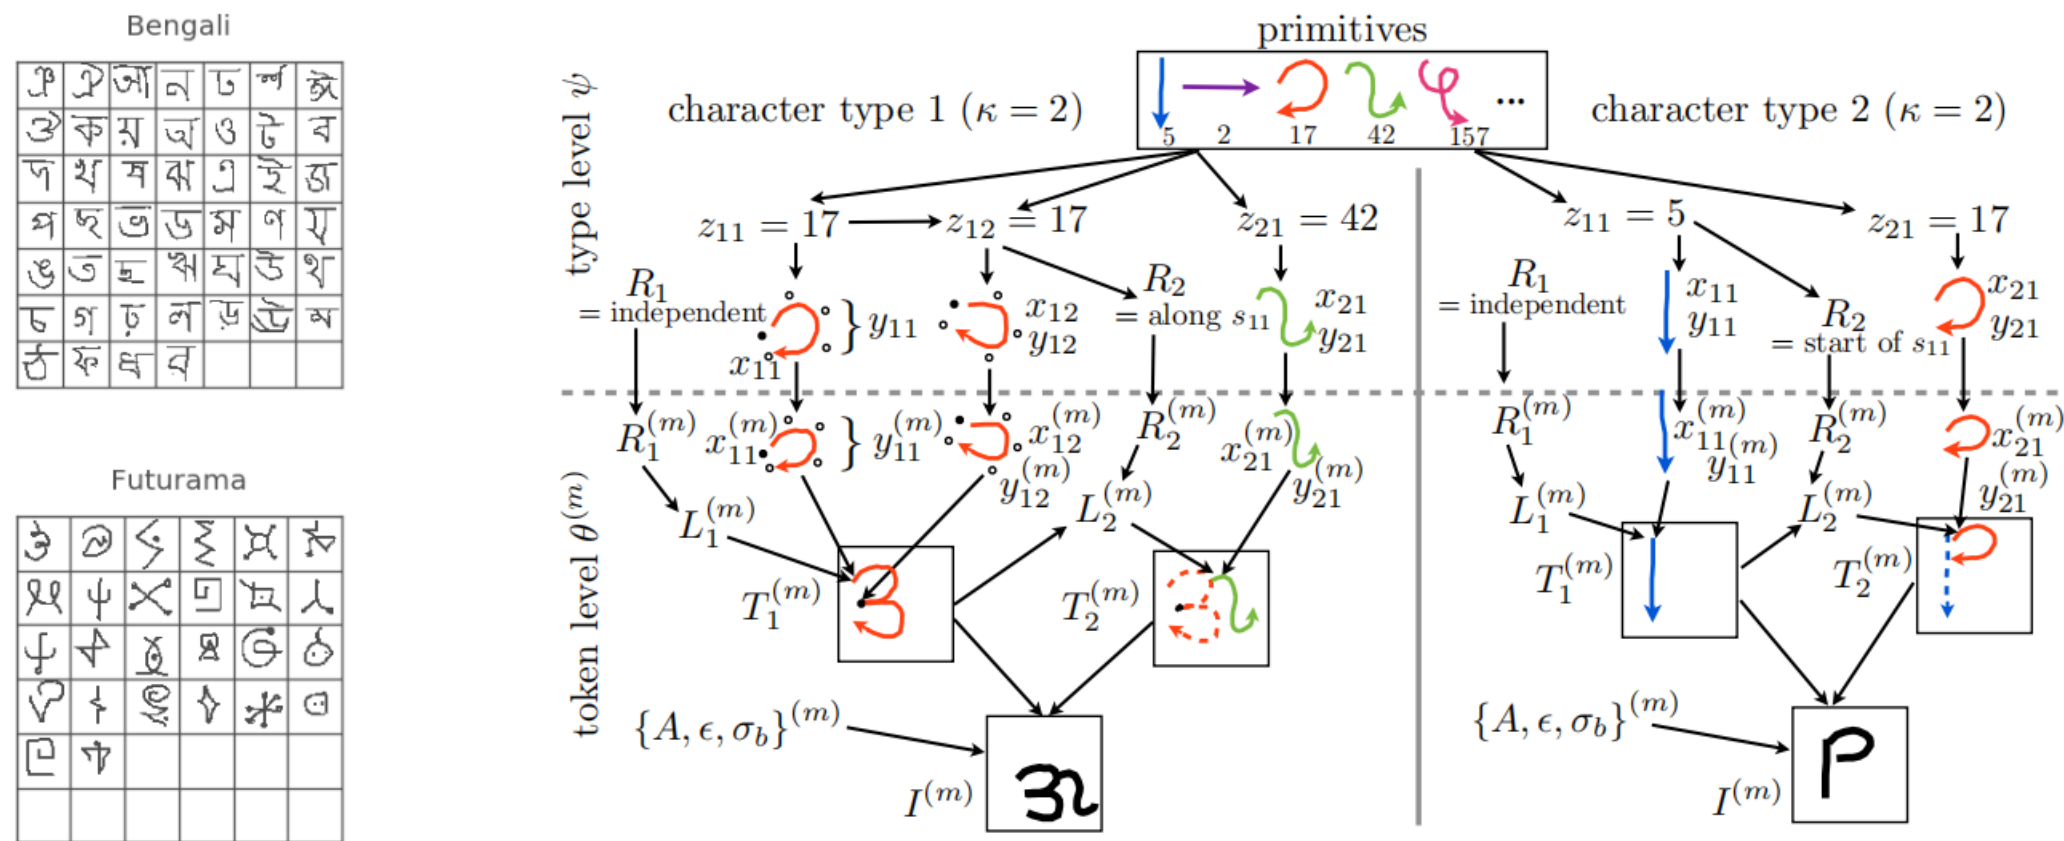 Bengali
ঐ আ ন ঢ ঈ
ঔ ক য় অ ও ট ব
দ খ ষ ঝ এ ই জ
প ছ ভ ড ম ণ য
ঙ ত ঘ উ থ
চ গ ঢ় ল ড় ঊ
ঠ ফ ধ
Futurama
primitives
5 2 17 42 157 ...
type level ψ
character type 1 (κ = 2)
z₁₁ = 17 z₁₂ = 17 z₂₁ = 42
R₁
= independent
x₁₁ } y₁₁
x₁₂
y₁₂
R₂
= along s₁₁
x₂₁
y₂₁
token level θ⁽ᵐ⁾
R₁⁽ᵐ⁾ x₁₁⁽ᵐ⁾ } y₁₁⁽ᵐ⁾ x₁₂⁽ᵐ⁾ R₂⁽ᵐ⁾ x₂₁⁽ᵐ⁾
y₁₂⁽ᵐ⁾ y₂₁⁽ᵐ⁾
L₁⁽ᵐ⁾ L₂⁽ᵐ⁾
T₁⁽ᵐ⁾ T₂⁽ᵐ⁾
{A, ϵ, σ_b}⁽ᵐ⁾
I⁽ᵐ⁾
character type 2 (κ = 2)
z₁₁ = 5 z₂₁ = 17
R₁
= independent
x₁₁
y₁₁
R₂
= start of s₁₁
x₂₁
y₂₁
R₁⁽ᵐ⁾ x₁₁⁽ᵐ⁾ R₂⁽ᵐ⁾ x₂₁⁽ᵐ⁾
y₁₁⁽ᵐ⁾ y₂₁⁽ᵐ⁾
L₁⁽ᵐ⁾ L₂⁽ᵐ⁾
T₁⁽ᵐ⁾ T₂⁽ᵐ⁾
{A, ϵ, σ_b}⁽ᵐ⁾
I⁽ᵐ⁾